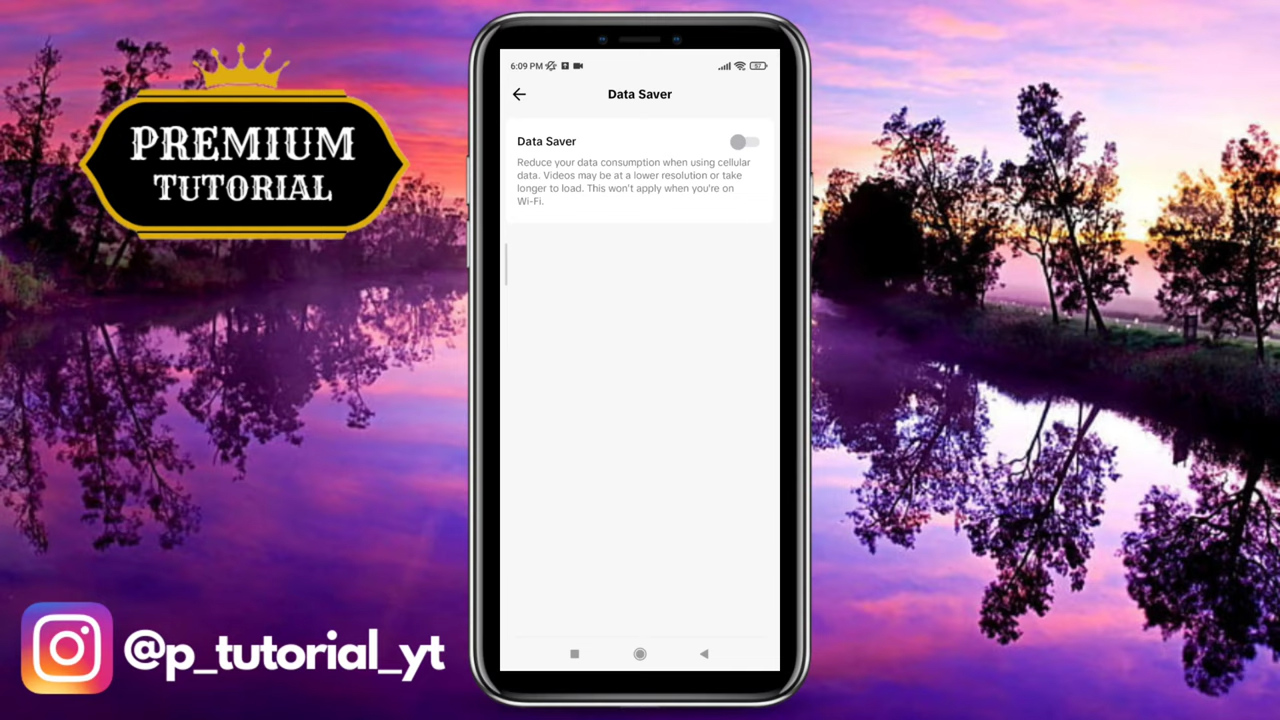 PREMIUM
TUTORIAL
6:09 PM
67
Data Saver
Data Saver
Reduce your data consumption when using cellular
data. Videos may be at a lower resolution or take
longer to load. This won't apply when you're on
Wi-Fi.
@p_tutorial_yt